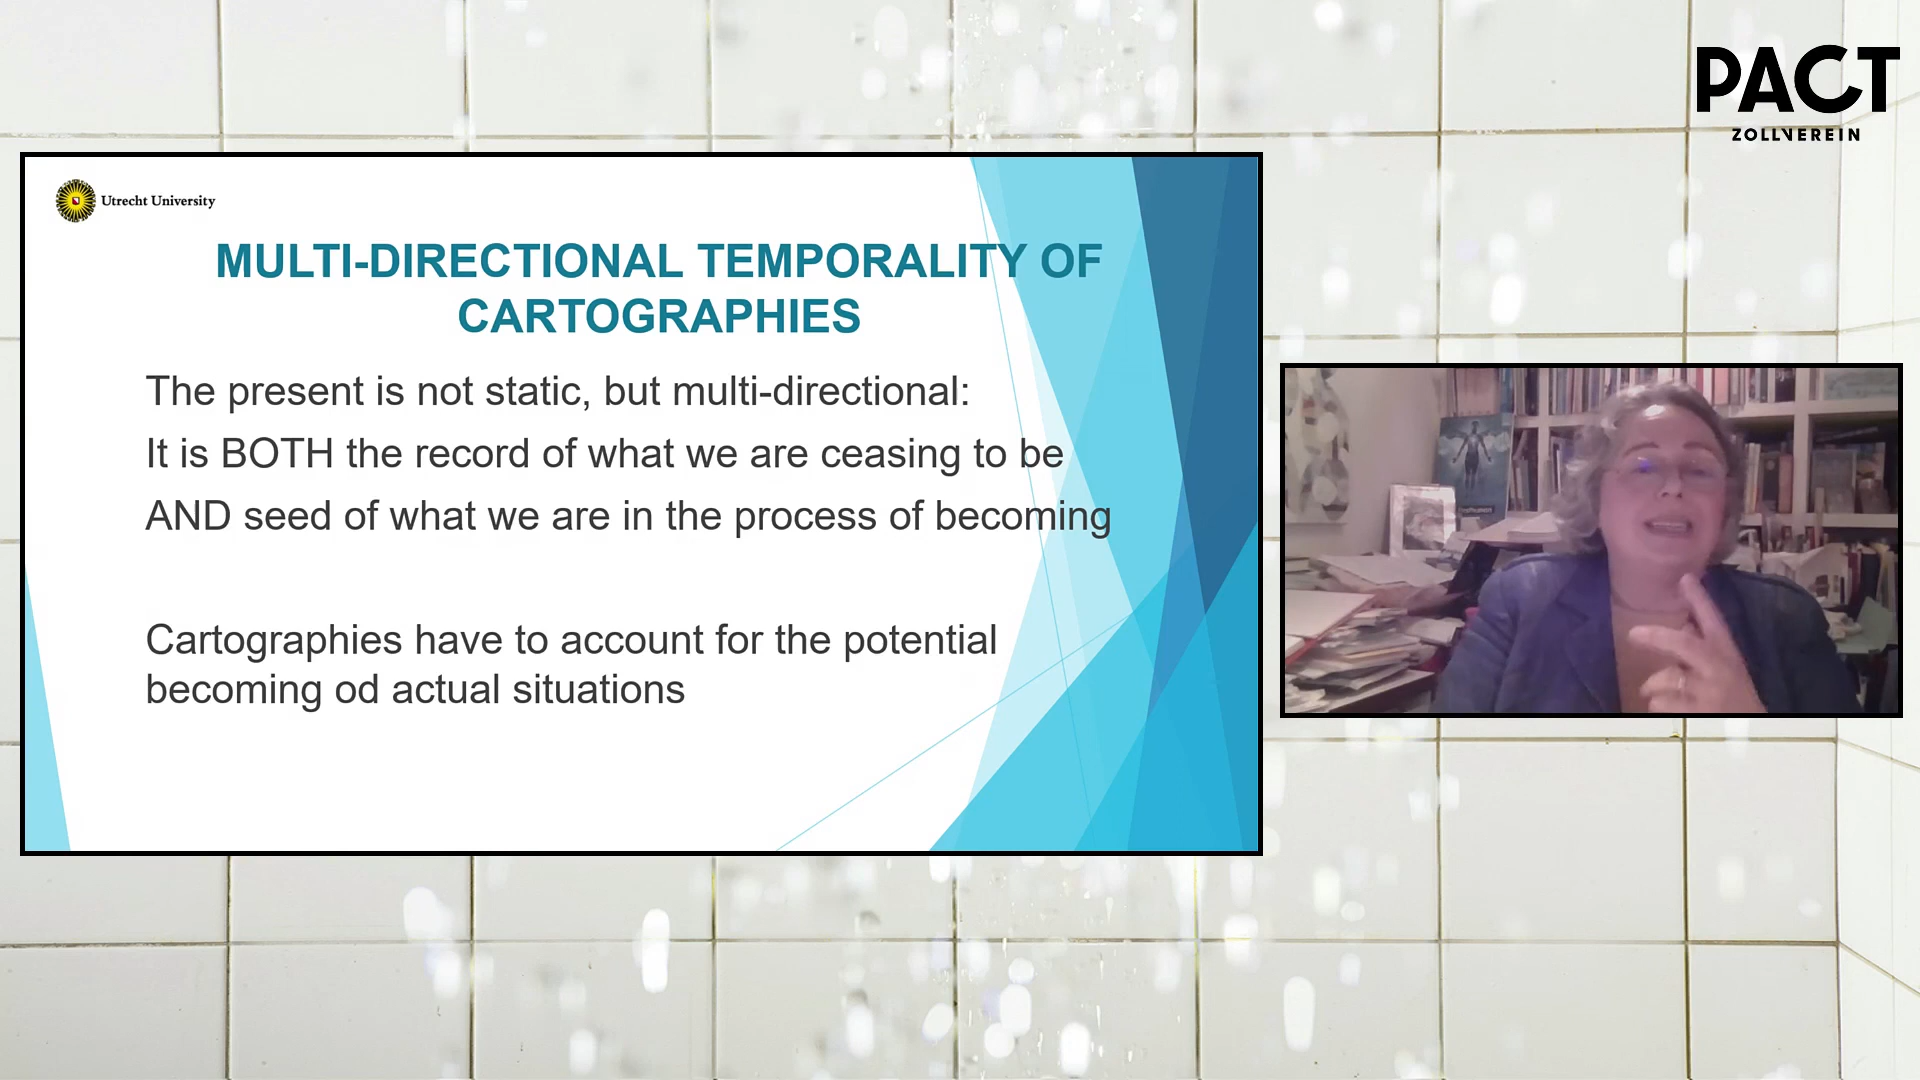 PACT
ZOLLVEREIN
Utrecht University
MULTI-DIRECTIONAL TEMPORALITY OF
CARTOGRAPHIES
The present is not static, but multi-directional:
It is BOTH the record of what we are ceasing to be
AND seed of what we are in the process of becoming
Cartographies have to account for the potential
becoming od actual situations